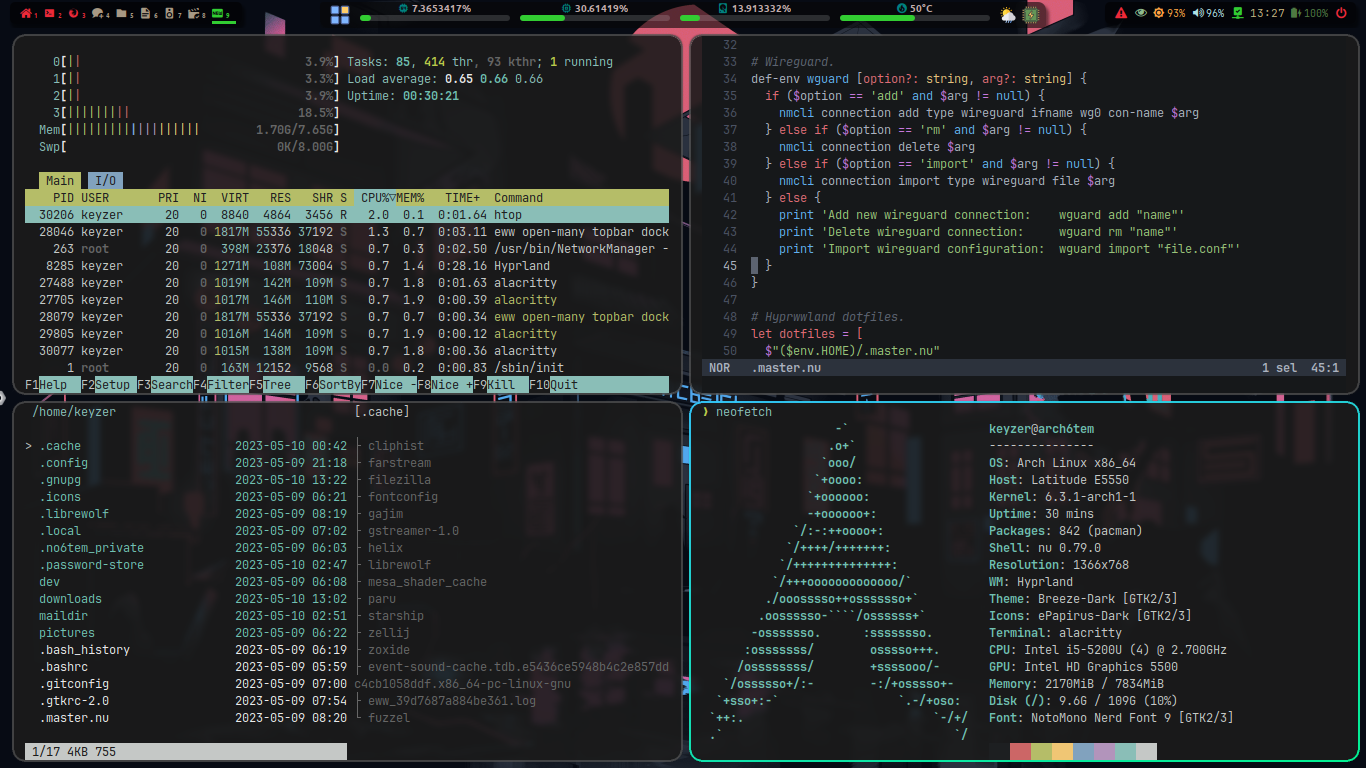 1 2 3 4 5 6 7 8 9
7.3653417% 30.61419% 13.913332% 50°C
93% 96% 13:27 100%
0[|| 3.9%] Tasks: 85, 414 thr, 93 kthr; 1 running
1[|| 3.3%] Load average: 0.65 0.66 0.66
2[|| 3.9%] Uptime: 00:30:21
3[||||||||| 18.5%]
Mem[||||||||||||||||||| 1.70G/7.65G]
Swp[ 0K/8.00G]
Main I/O
PID USER PRI NI VIRT RES SHR S CPU%▽MEM% TIME+ Command
30206 keyzer 20 0 8840 4864 3456 R 2.0 0.1 0:01.64 htop
28046 keyzer 20 0 1817M 55336 37192 S 1.3 0.7 0:03.11 eww open-many topbar dock
263 root 20 0 398M 23376 18048 S 0.7 0.3 0:02.50 /usr/bin/NetworkManager -
8285 keyzer 20 0 1271M 108M 73004 S 0.7 1.4 0:28.16 Hyprland
27488 keyzer 20 0 1019M 142M 109M S 0.7 1.8 0:01.63 alacritty
27705 keyzer 20 0 1017M 146M 110M S 0.7 1.9 0:00.39 alacritty
28079 keyzer 20 0 1817M 55336 37192 S 0.7 0.7 0:00.34 eww open-many topbar dock
29805 keyzer 20 0 1016M 146M 109M S 0.7 1.9 0:00.12 alacritty
30077 keyzer 20 0 1015M 138M 109M S 0.7 1.8 0:00.36 alacritty
1 root 20 0 163M 12152 9568 S 0.0 0.2 0:00.83 /sbin/init
F1Help F2Setup F3SearchF4FilterF5Tree F6SortByF7Nice -F8Nice +F9Kill F10Quit
32
33 # Wireguard.
34 def-env wguard [option?: string, arg?: string] {
35 if ($option == 'add' and $arg != null) {
36 nmcli connection add type wireguard ifname wg0 con-name $arg
37 } else if ($option == 'rm' and $arg != null) {
38 nmcli connection delete $arg
39 } else if ($option == 'import' and $arg != null) {
40 nmcli connection import type wireguard file $arg
41 } else {
42 print 'Add new wireguard connection: wguard add "name"'
43 print 'Delete wireguard connection: wguard rm "name"'
44 print 'Import wireguard configuration: wguard import "file.conf"'
45 }
46 }
47
48 # Hyprwwland dotfiles.
49 let dotfiles = [
50 $"($env.HOME)/.master.nu"
NOR .master.nu 1 sel 45:1
/home/keyzer [.cache]
> .cache 2023-05-10 00:42 cliphist
.config 2023-05-09 21:18 farstream
.gnupg 2023-05-10 13:22 filezilla
.icons 2023-05-09 06:21 fontconfig
.librewolf 2023-05-09 08:19 gajim
.local 2023-05-09 07:02 gstreamer-1.0
.no6tem_private 2023-05-09 06:03 helix
.password-store 2023-05-10 02:47 librewolf
dev 2023-05-09 06:08 mesa_shader_cache
downloads 2023-05-10 13:02 paru
maildir 2023-05-10 02:51 starship
pictures 2023-05-09 06:22 zellij
.bash_history 2023-05-09 06:19 zoxide
.bashrc 2023-05-09 05:59 event-sound-cache.tdb.e5436ce5948b4c2e857dd
.gitconfig 2023-05-09 07:00 c4cb1058ddf.x86_64-pc-linux-gnu
.gtkrc-2.0 2023-05-09 07:54 eww_39d7687a884be361.log
.master.nu 2023-05-09 08:20 fuzzel
1/17 4KB 755
❯ neofetch
-` keyzer@arch6tem
.o+` --------------
`ooo/ OS: Arch Linux x86_64
`+oooo: Host: Latitude E5550
`+oooooo: Kernel: 6.3.1-arch1-1
-+oooooo+: Uptime: 30 mins
`/:-:++oooo+: Packages: 842 (pacman)
`/++++/+++++++: Shell: nu 0.79.0
`/++++++++++++++: Resolution: 1366x768
`/+++ooooooooooooo/` WM: Hyprland
./ooosssso++osssssso+` Theme: Breeze-Dark [GTK2/3]
.oossssso-````/ossssss+` Icons: ePapirus-Dark [GTK2/3]
-osssssso. :ssssssso. Terminal: alacritty
:osssssss/ osssso+++. CPU: Intel i5-5200U (4) @ 2.700GHz
/ossssssss/ +ssssooo/- GPU: Intel HD Graphics 5500
`/ossssso+/:- -:/+osssso+- Memory: 2170MiB / 7834MiB
`+sso+:-` `.-/+oso: Disk (/): 9.6G / 109G (10%)
`++:. `-/+/ Font: NotoMono Nerd Font 9 [GTK2/3]
.` `/